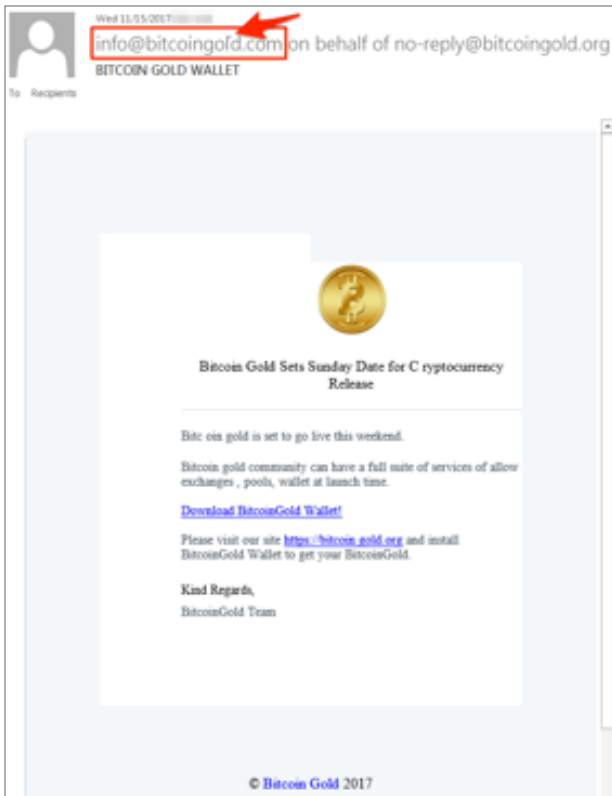 Wed 11/15/2017
info@bitcoingold.com on behalf of no-reply@bitcoingold.org
BITCOIN GOLD WALLET
To Recipients
Bitcoin Gold Sets Sunday Date for C ryptocurrency
Release
Bitc oin gold is set to go live this weekend.
Bitcoin gold community can have a full suite of services of allow
exchanges , pools, wallet at launch time.
Download BitcoinGold Wallet!
Please visit our site https://bitcoin gold.org and install
BitcoinGold Wallet to get your BitcoinGold.
Kind Regards,
BitcoinGold Team
© Bitcoin Gold 2017